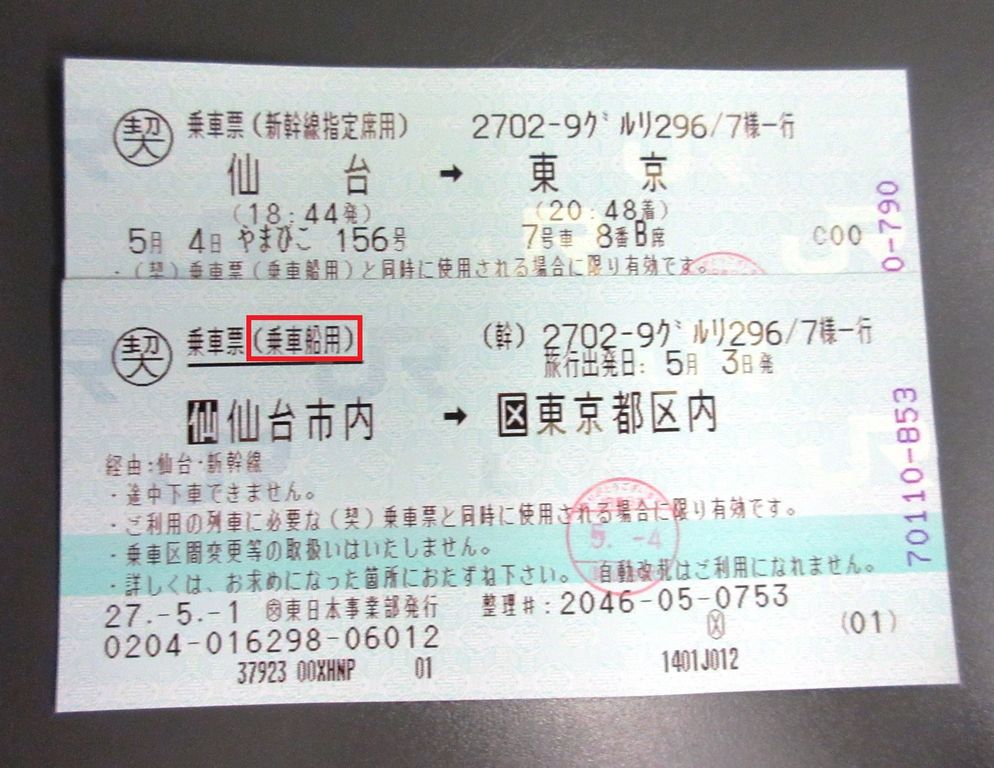 契 乗車票(新幹線指定席用) 2702-9グルリ296/7様一行
仙台 → 東京
(18:44発) (20:48着)
5月 4日 やまびこ 156号 7号車 8番B席 C00
・(契)乗車票(乗車船用)と同時に使用される場合に限り有効です。
0-790
契 乗車票(乗車船用) (幹) 2702-9グルリ296/7様一行
旅行出発日: 5月 3日発
仙 仙台市内 → 区 東京都区内
経由:仙台・新幹線
・途中下車できません。
・ご利用の列車に必要な(契)乗車票と同時に使用される場合に限り有効です。
・乗車区間変更等の取扱いはいたしません。
・詳しくは、お求めになった箇所におたずね下さい。 自動改札はご利用になれません。
27.-5.-1 東日本事業部発行 整理#:2046-05-0753
0204-016298-06012 (01)
37923 00XHNP 01 1401J012
70110-853
5. -4